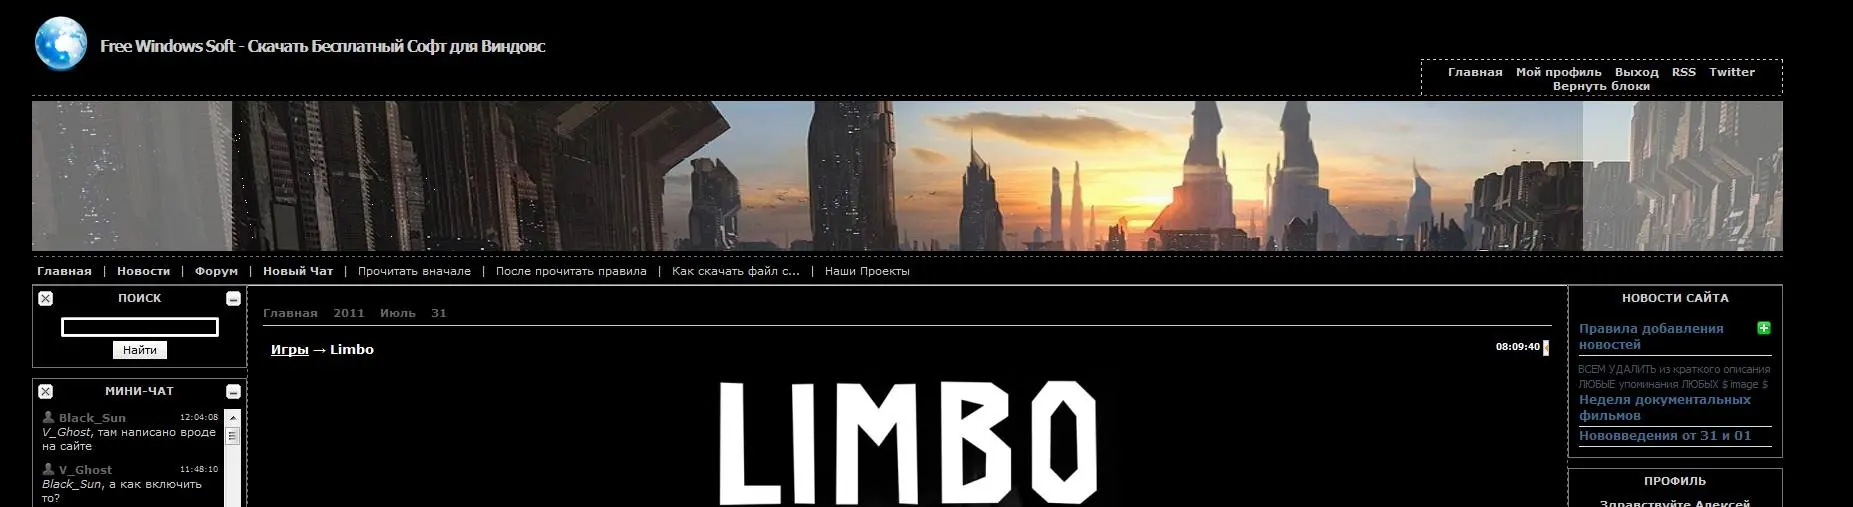 Free Windows Soft - Скачать Бесплатный Софт для Виндовс
Главная Мой профиль Выход RSS Twitter
Вернуть блоки
Главная | Новости | Форум | Новый Чат | Прочитать вначале | После прочитать правила | Как скачать файл с... | Наши Проекты
ПОИСК
Найти
МИНИ-ЧАТ
Black_Sun 12:04:08
V_Ghost, там написано вроде
на сайте
V_Ghost 11:48:10
Black_Sun, а как включить
то?
Главная 2011 Июль 31
Игры → Limbo 08:09:40
LIMBO
НОВОСТИ САЙТА
Правила добавления
новостей
ВСЕМ УДАЛИТЬ из краткого описания
ЛЮБЫЕ упоминания ЛЮБЫХ $ image $
Неделя документальных
фильмов
Нововведения от 31 и 01
ПРОФИЛЬ
Здравствуйте Алексей